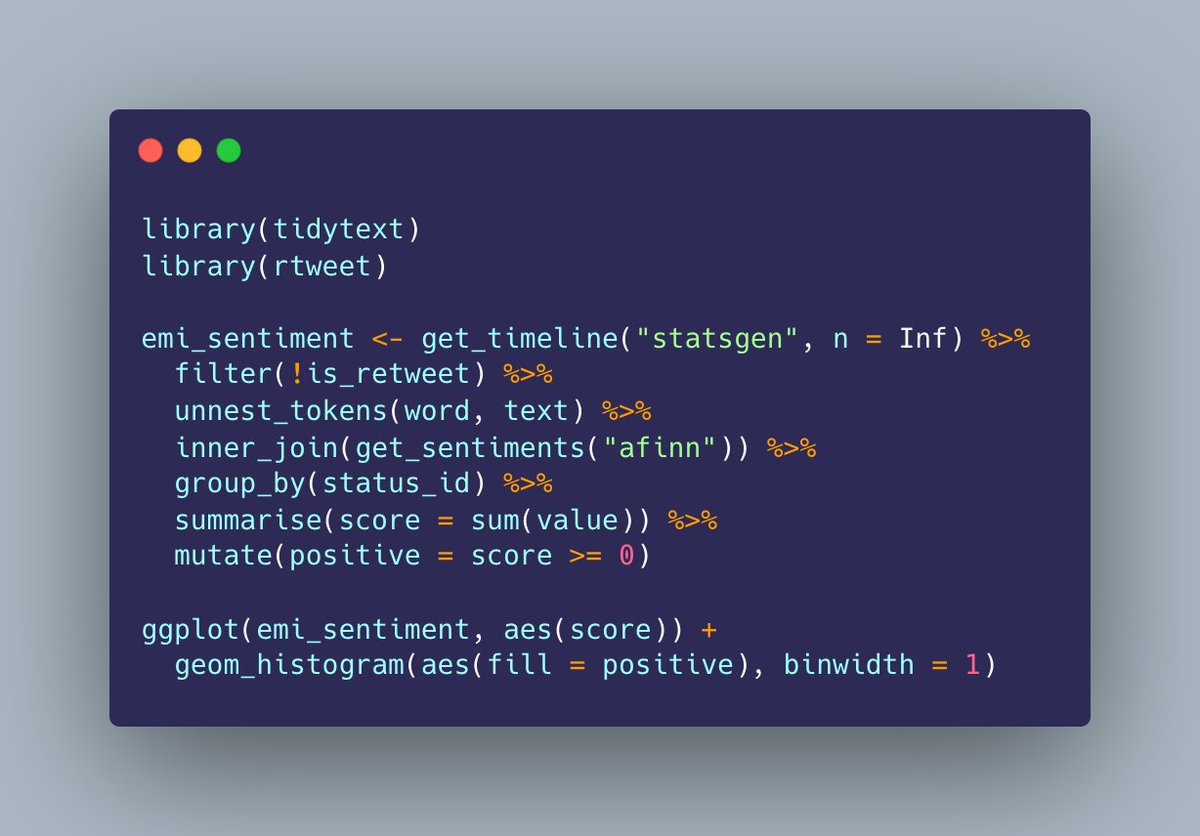 library(tidytext)
library(rtweet)
emi_sentiment <- get_timeline("statsgen", n = Inf) %>%
  filter(!is_retweet) %>%
  unnest_tokens(word, text) %>%
  inner_join(get_sentiments("afinn")) %>%
  group_by(status_id) %>%
  summarise(score = sum(value)) %>%
  mutate(positive = score >= 0)
ggplot(emi_sentiment, aes(score)) +
  geom_histogram(aes(fill = positive), binwidth = 1)